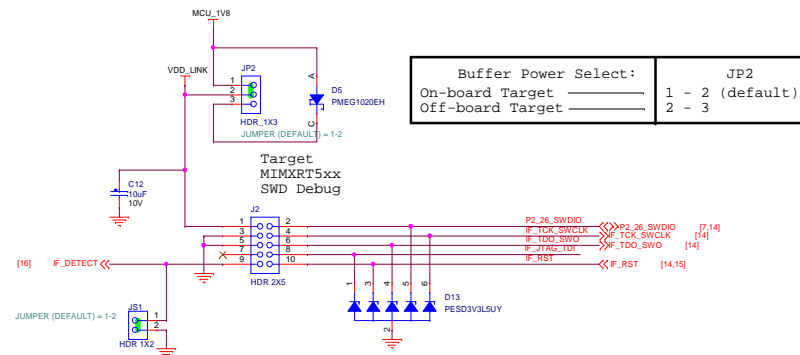 MCU_1V8
VDD_LINK
JP2
1
2
3
HDR_1X3
JUMPER (DEFAULT) = 1-2
A
D5
PMEG1020EH
C
Buffer Power Select: JP2
On-board Target 1 - 2 (default)
Off-board Target 2 - 3
C12
10uF
10V
Target
MIMXRT5xx
SWD Debug
J2
1 2
3 4
5 6
7 8
9 10
HDR 2X5
P2_26_SWDIO
IF_TCK_SWCLK
IF_TDO_SWO
IF_JTAG_TDI
IF_RST
P2_26_SWDIO [7,14]
IF_TCK_SWCLK [14]
IF_TDO_SWO [14]
IF_RST [14,15]
[16] IF_DETECT
JS1
JUMPER (DEFAULT) = 1-2
1
2
HDR 1X2
1 3 4 5 6
D13
PESD3V3L5UY
2